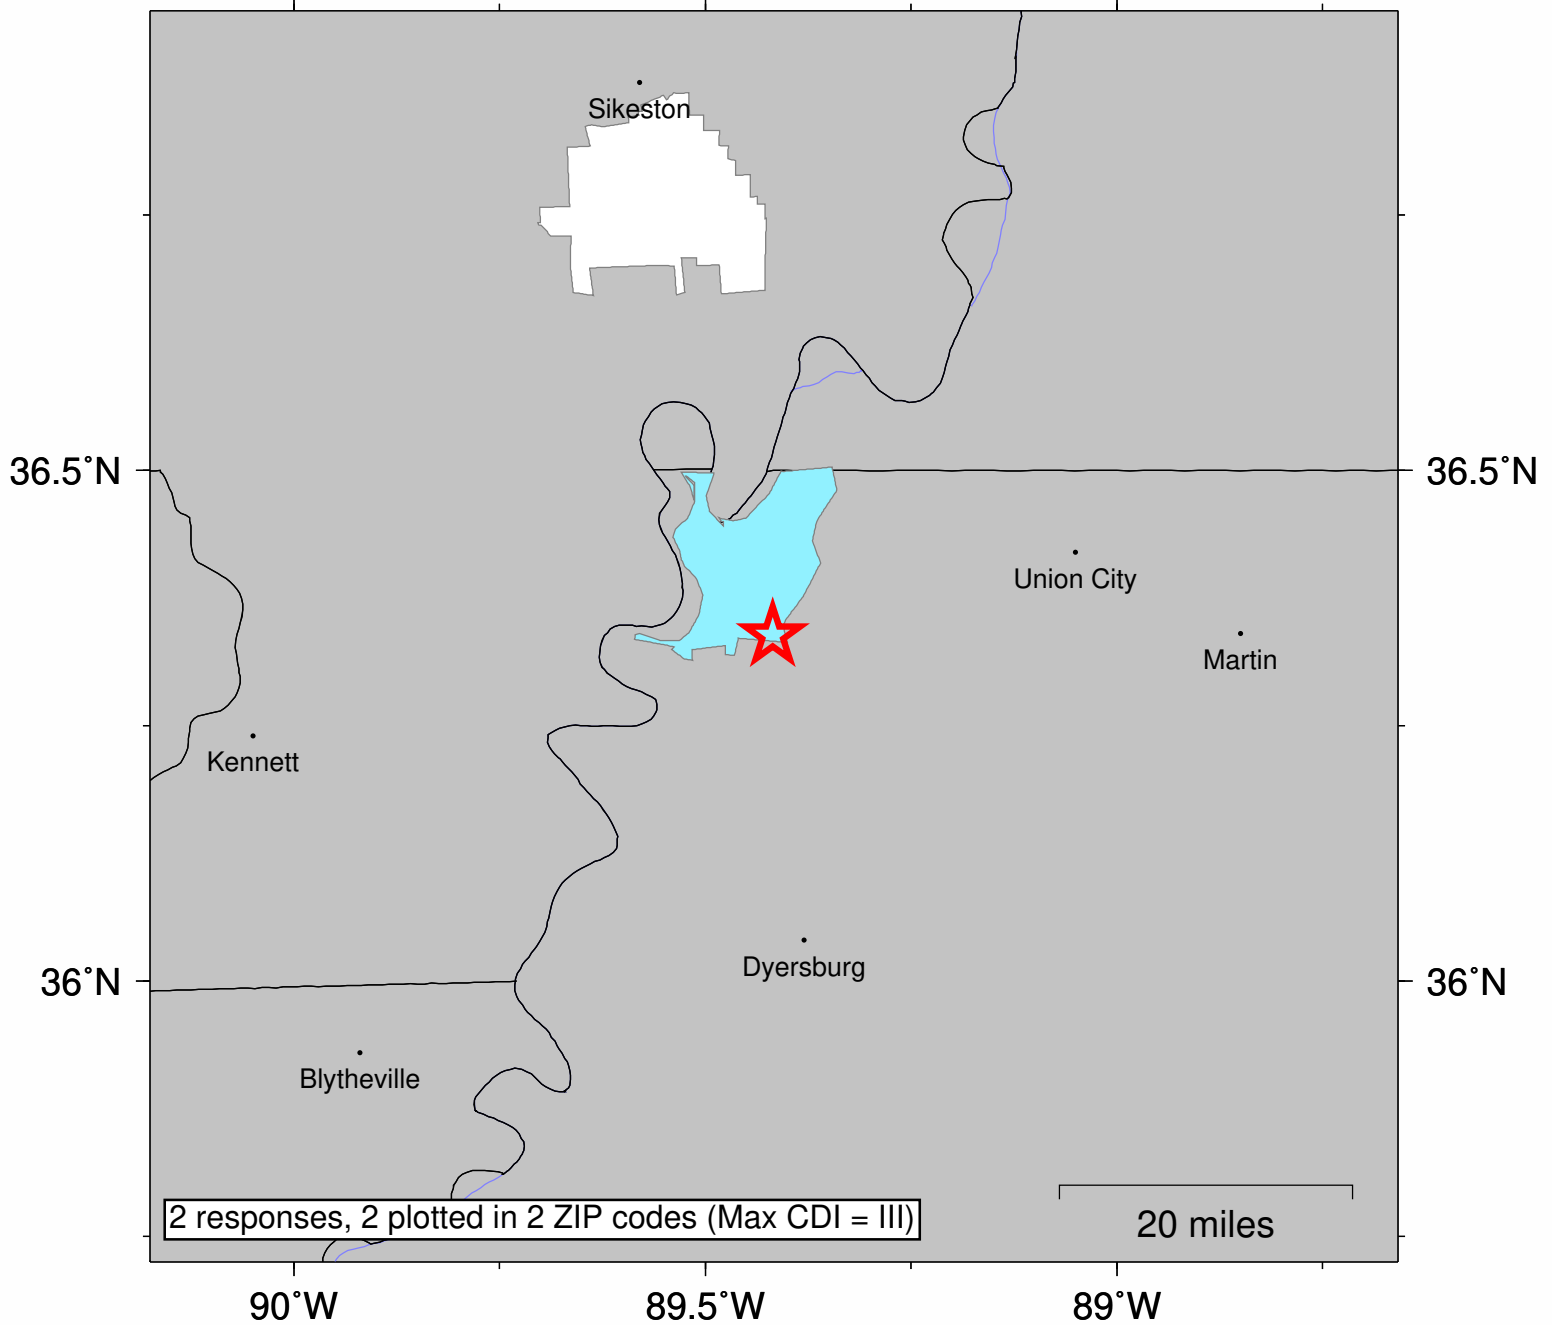 Sikeston
36.5°N
36.5°N
Union City
Martin
Kennett
Dyersburg
36°N
36°N
Blytheville
2 responses, 2 plotted in 2 ZIP codes (Max CDI = III)
20 miles
90°W
89.5°W
89°W